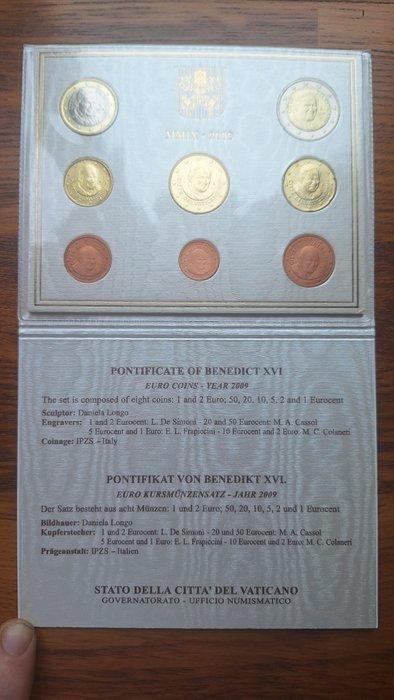 MMIX - 2009
PONTIFICATE OF BENEDICT XVI
EURO COINS - YEAR 2009
The set is composed of eight coins: 1 and 2 Euro; 50, 20, 10, 5, 2 and 1 Eurocent
Sculptor: Daniela Longo
Engravers: 1 and 2 Eurocent: L. De Simoni - 20 and 50 Eurocent: M. A. Cassol
5 Eurocent and 1 Euro: E. L. Frapiccini - 10 Eurocent and 2 Euro: M. C. Colaneri
Coinage: IPZS – Italy
PONTIFIKAT VON BENEDIKT XVI.
EURO KURSMÜNZENSATZ - JAHR 2009
Der Satz besteht aus acht Münzen: 1 und 2 Euro; 50, 20, 10, 5, 2 und 1 Eurocent
Bildhauer: Daniela Longo
Kupferstecher: 1 und 2 Eurocent: L. De Simoni - 20 und 50 Eurocent: M. A. Cassol
5 Eurocent und 1 Euro: E. L. Frapiccini - 10 Eurocent und 2 Euro: M. C. Colaneri
Prägeanstalt: IPZS – Italien
STATO DELLA CITTA' DEL VATICANO
GOVERNATORATO - UFFICIO NUMISMATICO